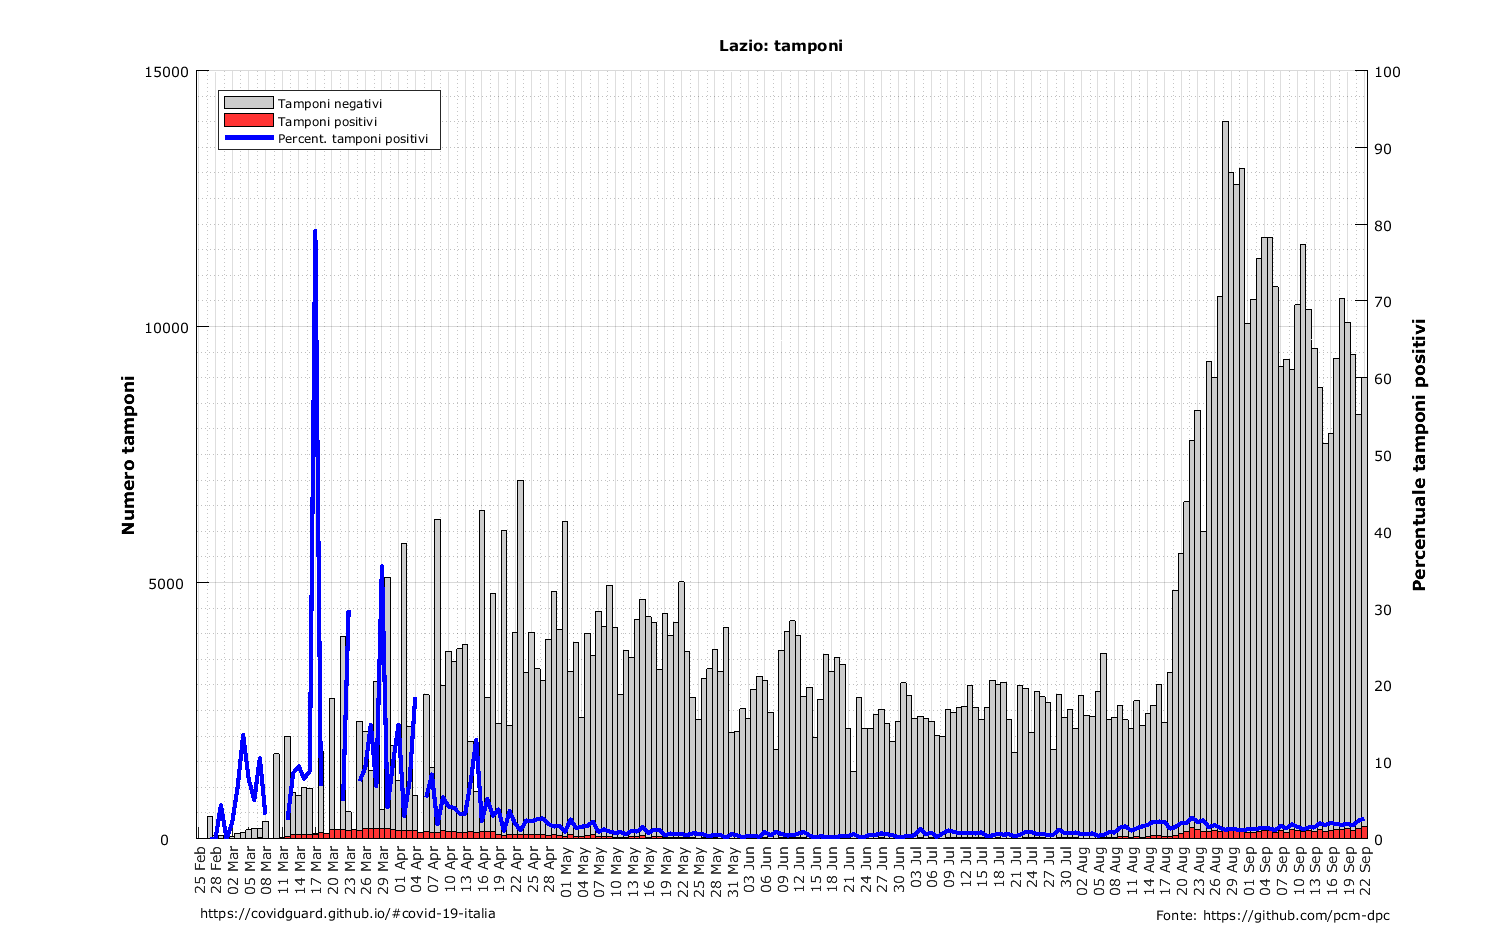 Lazio: tamponi
Tamponi negativi
Tamponi positivi
Percent. tamponi positivi
Numero tamponi
15000
10000
5000
0
Percentuale tamponi positivi
100
90
80
70
60
50
40
30
20
10
0
25 Feb
28 Feb
02 Mar
05 Mar
08 Mar
11 Mar
14 Mar
17 Mar
20 Mar
23 Mar
26 Mar
29 Mar
01 Apr
04 Apr
07 Apr
10 Apr
13 Apr
16 Apr
19 Apr
22 Apr
25 Apr
28 Apr
01 May
04 May
07 May
10 May
13 May
16 May
19 May
22 May
25 May
28 May
31 May
03 Jun
06 Jun
09 Jun
12 Jun
15 Jun
18 Jun
21 Jun
24 Jun
27 Jun
30 Jun
03 Jul
06 Jul
09 Jul
12 Jul
15 Jul
18 Jul
21 Jul
24 Jul
27 Jul
30 Jul
02 Aug
05 Aug
08 Aug
11 Aug
14 Aug
17 Aug
20 Aug
23 Aug
26 Aug
29 Aug
01 Sep
04 Sep
07 Sep
10 Sep
13 Sep
16 Sep
19 Sep
22 Sep
https://covidguard.github.io/#covid-19-italia
Fonte: https://github.com/pcm-dpc